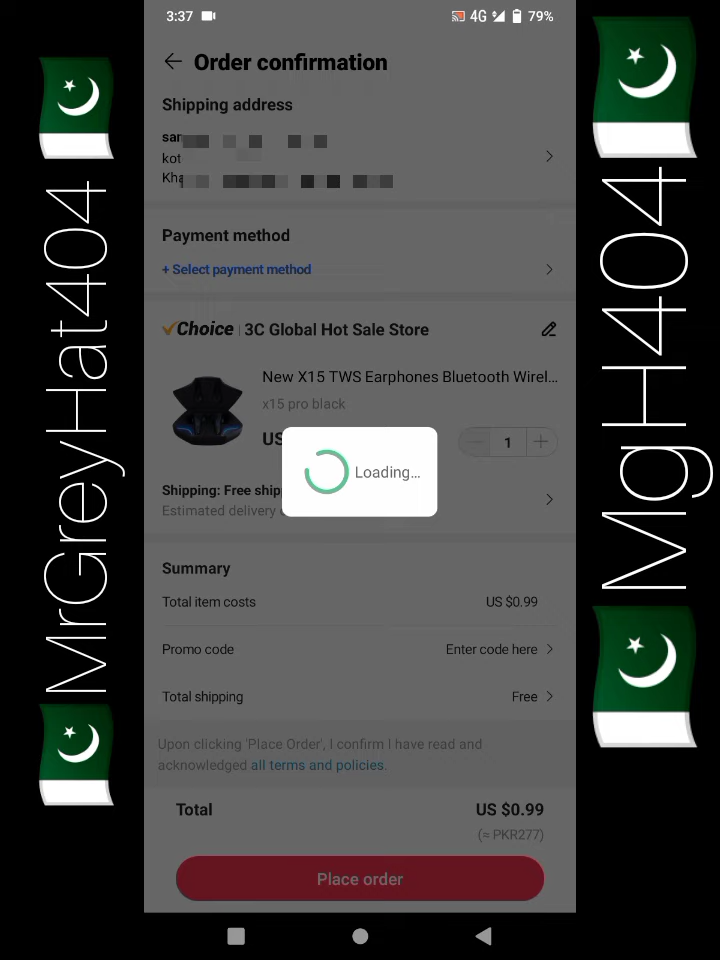 3:37
4G
79%
Order confirmation
Shipping address
kot
Kha
Payment method
+ Select payment method
Choice
3C Global Hot Sale Store
New X15 TWS Earphones Bluetooth Wirel...
x15 pro black
US
1
Loading...
Shipping: Free
Estimated delivery
Summary
Total item costs
US $0.99
Promo code
Enter code here
Total shipping
Free
Upon clicking 'Place Order', I confirm I have read and
acknowledged all terms and policies.
Total
US $0.99
(≈ PKR277)
Place order
MrGreyHat404
MgH404